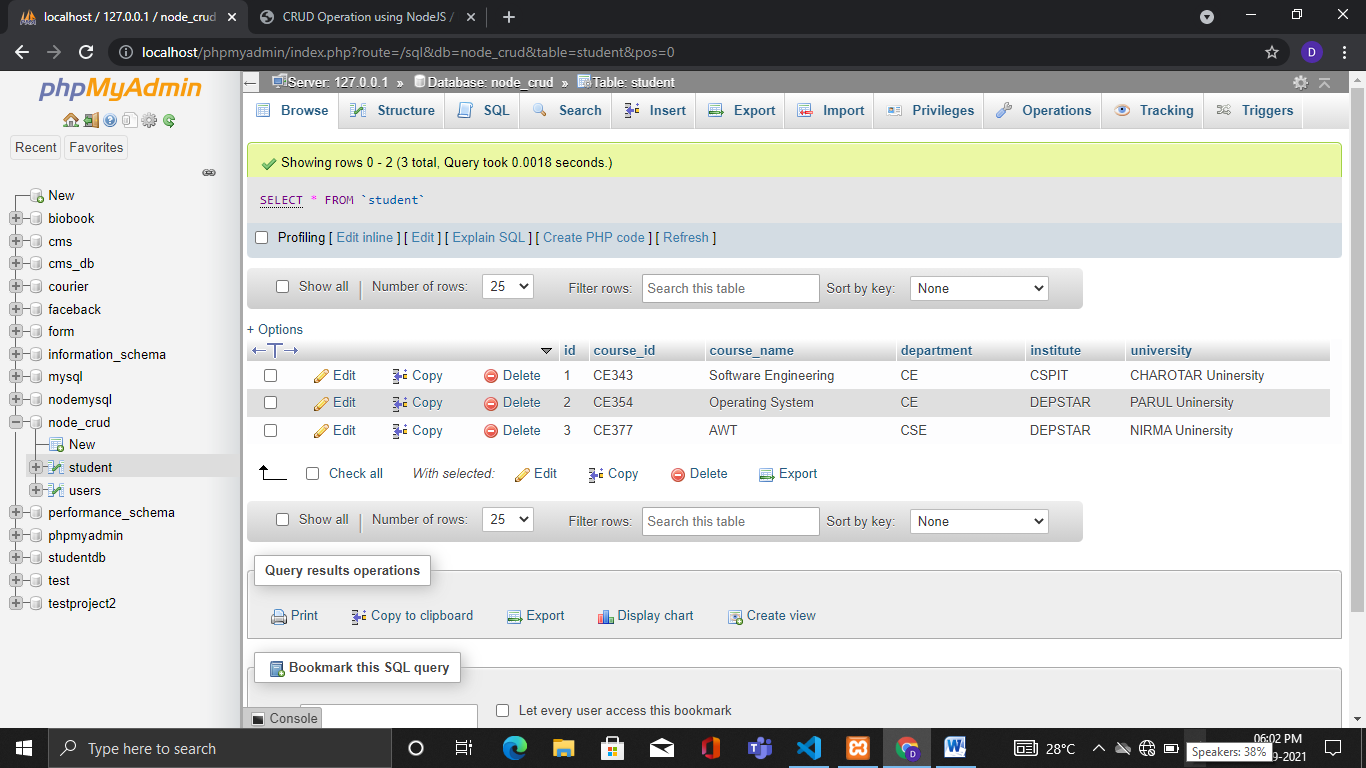 localhost / 127.0.0.1 / node_crud
CRUD Operation using NodeJS /
localhost/phpmyadmin/index.php?route=/sql&db=node_crud&table=student&pos=0
D
phpMyAdmin
Recent Favorites
New
biobook
cms
cms_db
courier
faceback
form
information_schema
mysql
nodemysql
node_crud
New
student
users
performance_schema
phpmyadmin
studentdb
test
testproject2
Server: 127.0.0.1 » Database: node_crud » Table: student
Browse Structure SQL Search Insert Export Import Privileges Operations Tracking Triggers
Showing rows 0 - 2 (3 total, Query took 0.0018 seconds.)
SELECT * FROM `student`
Profiling [ Edit inline ] [ Edit ] [ Explain SQL ] [ Create PHP code ] [ Refresh ]
Show all Number of rows: 25 Filter rows: Search this table Sort by key: None
+ Options
id course_id course_name department institute university
Edit Copy Delete 1 CE343 Software Engineering CE CSPIT CHAROTAR Uninersity
Edit Copy Delete 2 CE354 Operating System CE DEPSTAR PARUL Uninersity
Edit Copy Delete 3 CE377 AWT CSE DEPSTAR NIRMA Uninersity
Check all With selected: Edit Copy Delete Export
Show all Number of rows: 25 Filter rows: Search this table Sort by key: None
Query results operations
Print Copy to clipboard Export Display chart Create view
Bookmark this SQL query
Let every user access this bookmark
Console
Type here to search
28°C
06:02 PM
Speakers: 38%
9-2021